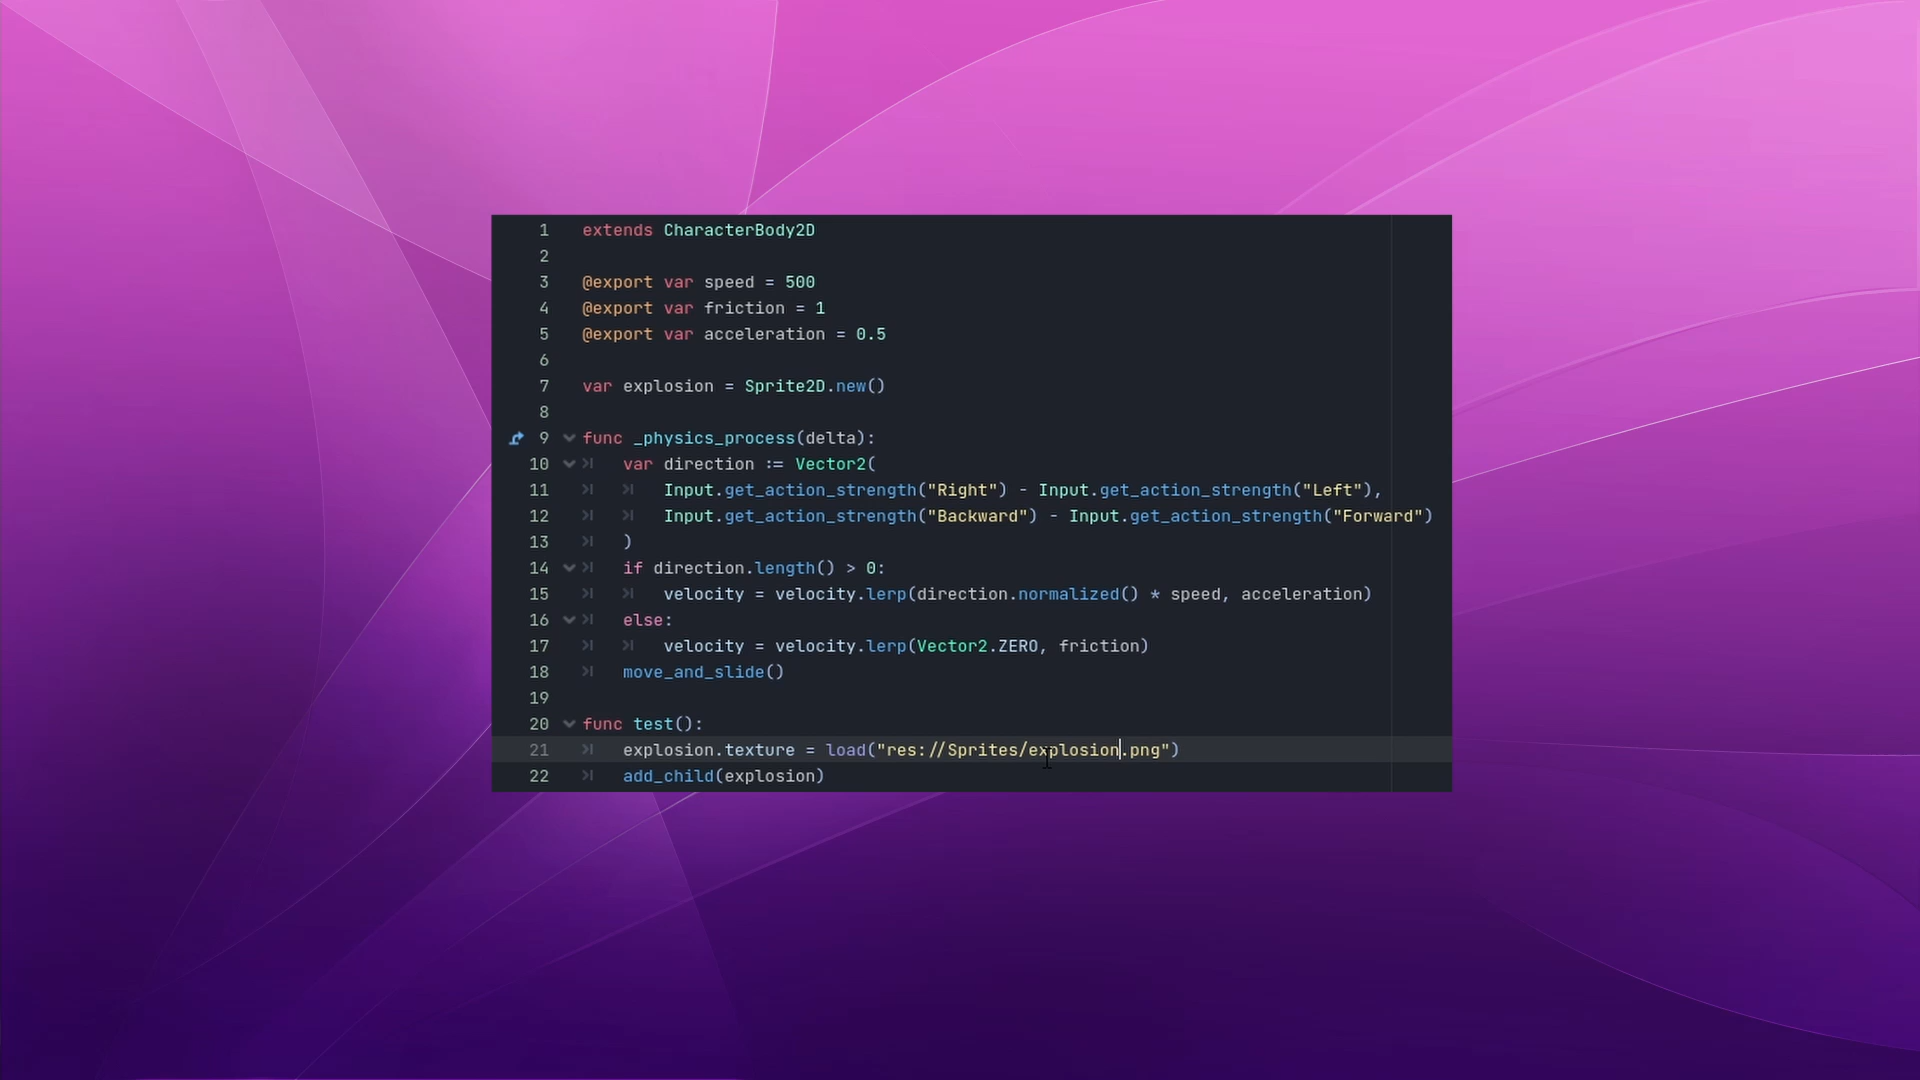 1 extends CharacterBody2D
2
3 @export var speed = 500
4 @export var friction = 1
5 @export var acceleration = 0.5
6
7 var explosion = Sprite2D.new()
8
9 func _physics_process(delta):
10 var direction := Vector2(
11 Input.get_action_strength("Right") - Input.get_action_strength("Left"),
12 Input.get_action_strength("Backward") - Input.get_action_strength("Forward")
13 )
14 if direction.length() > 0:
15 velocity = velocity.lerp(direction.normalized() * speed, acceleration)
16 else:
17 velocity = velocity.lerp(Vector2.ZERO, friction)
18 move_and_slide()
19
20 func test():
21 explosion.texture = load("res://Sprites/explosion.png")
22 add_child(explosion)